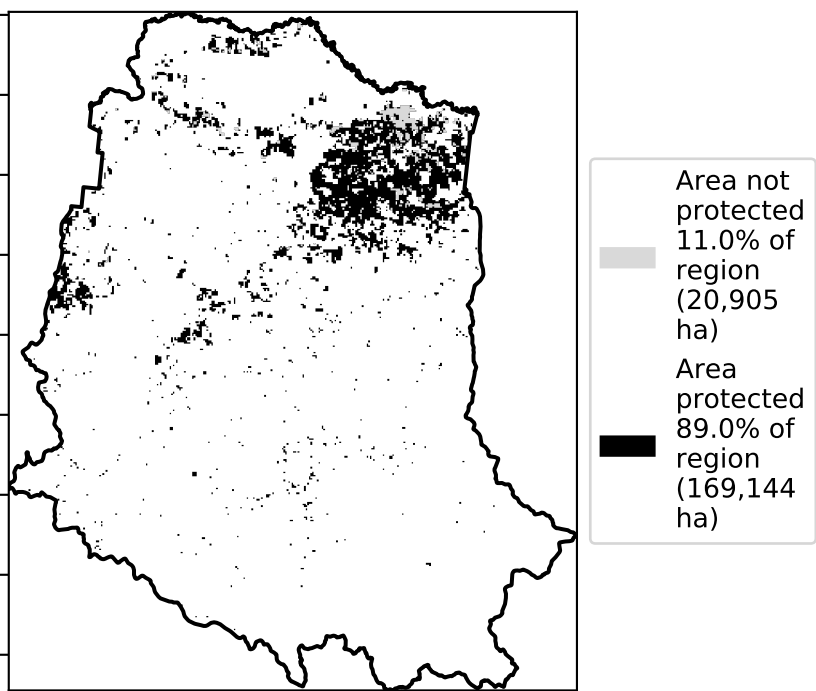 Area not
protected
11.0% of
region
(20,905
ha)
Area
protected
89.0% of
region
(169,144
ha)